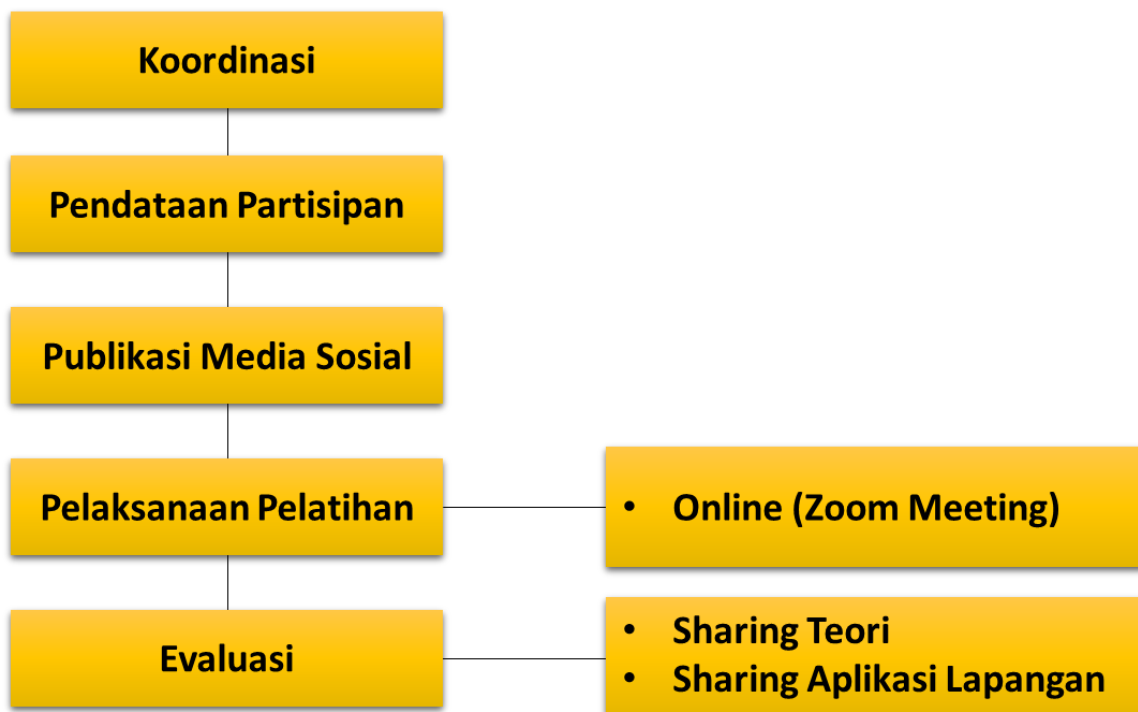 Koordinasi
Pendataan Partisipan
Publikasi Media Sosial
Pelaksanaan Pelatihan
• Online (Zoom Meeting)
Evaluasi
• Sharing Teori
• Sharing Aplikasi Lapangan